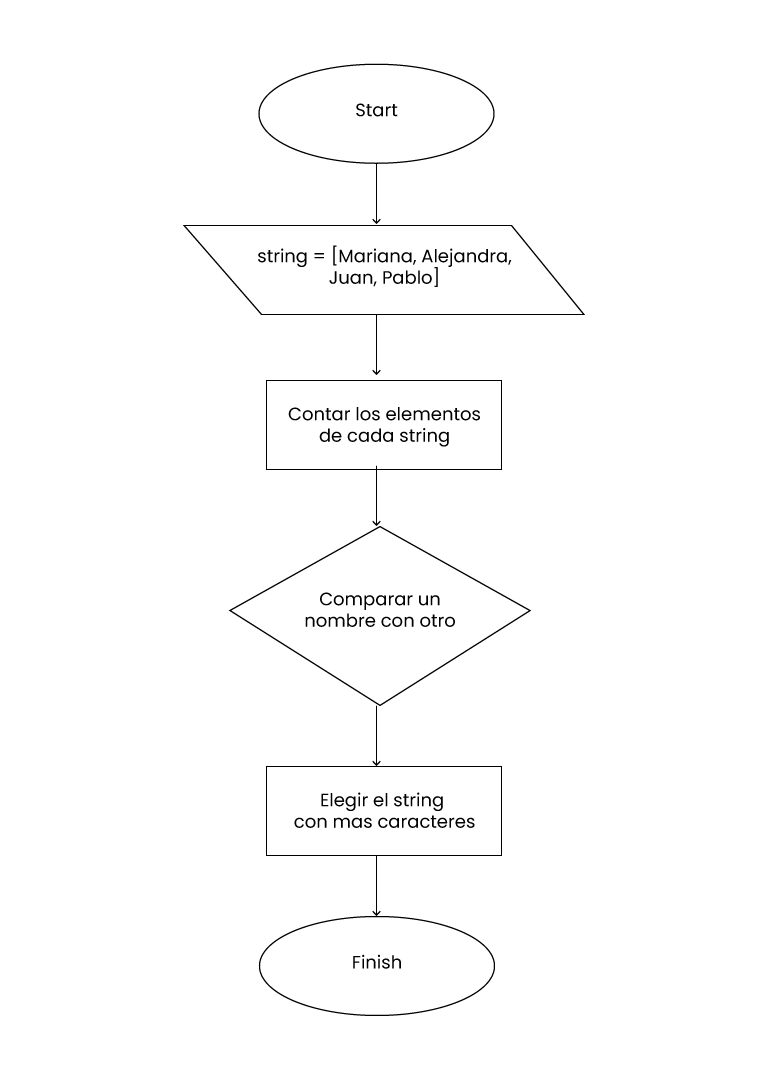 Start
string = [Mariana, Alejandra,
Juan, Pablo]
Contar los elementos
de cada string
Comparar un
nombre con otro
Elegir el string
con mas caracteres
Finish